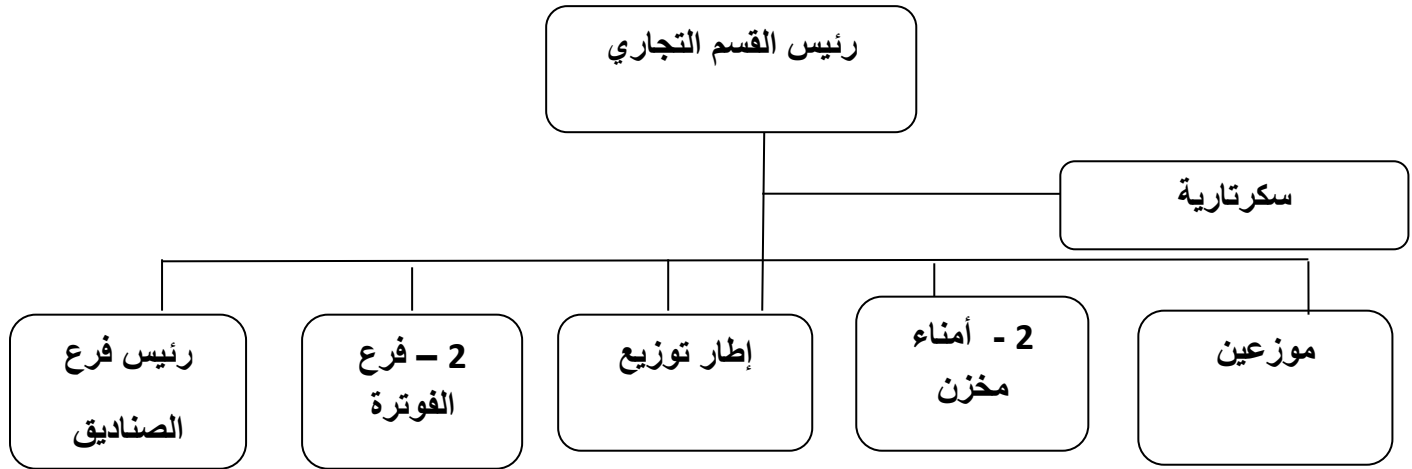 رئيس القسم التجاري
سكرتارية
موزعين
2 - أمناء
مخزن
إطار توزيع
2 – فرع
الفوترة
رئيس فرع
الصناديق